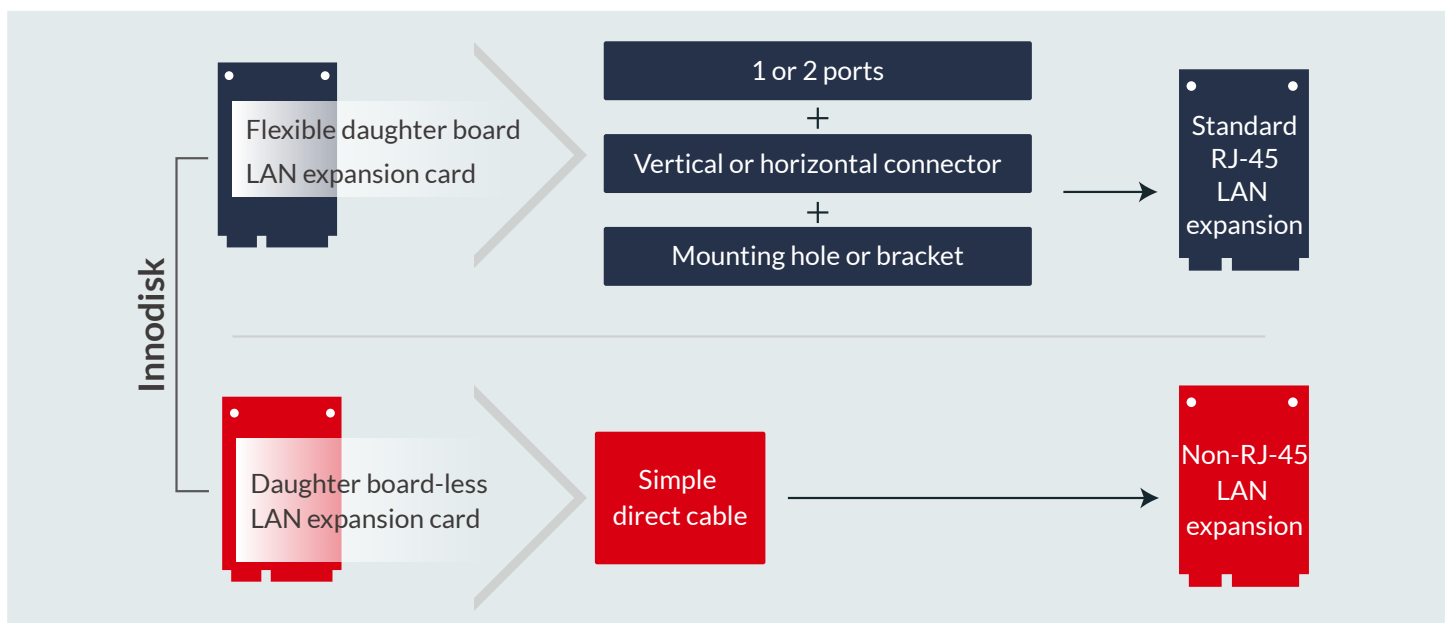 Innodisk
Flexible daughter board
LAN expansion card
1 or 2 ports
+
Vertical or horizontal connector
+
Mounting hole or bracket
Standard
RJ-45
LAN
expansion
Daughter board-less
LAN expansion card
Simple
direct cable
Non-RJ-45
LAN
expansion